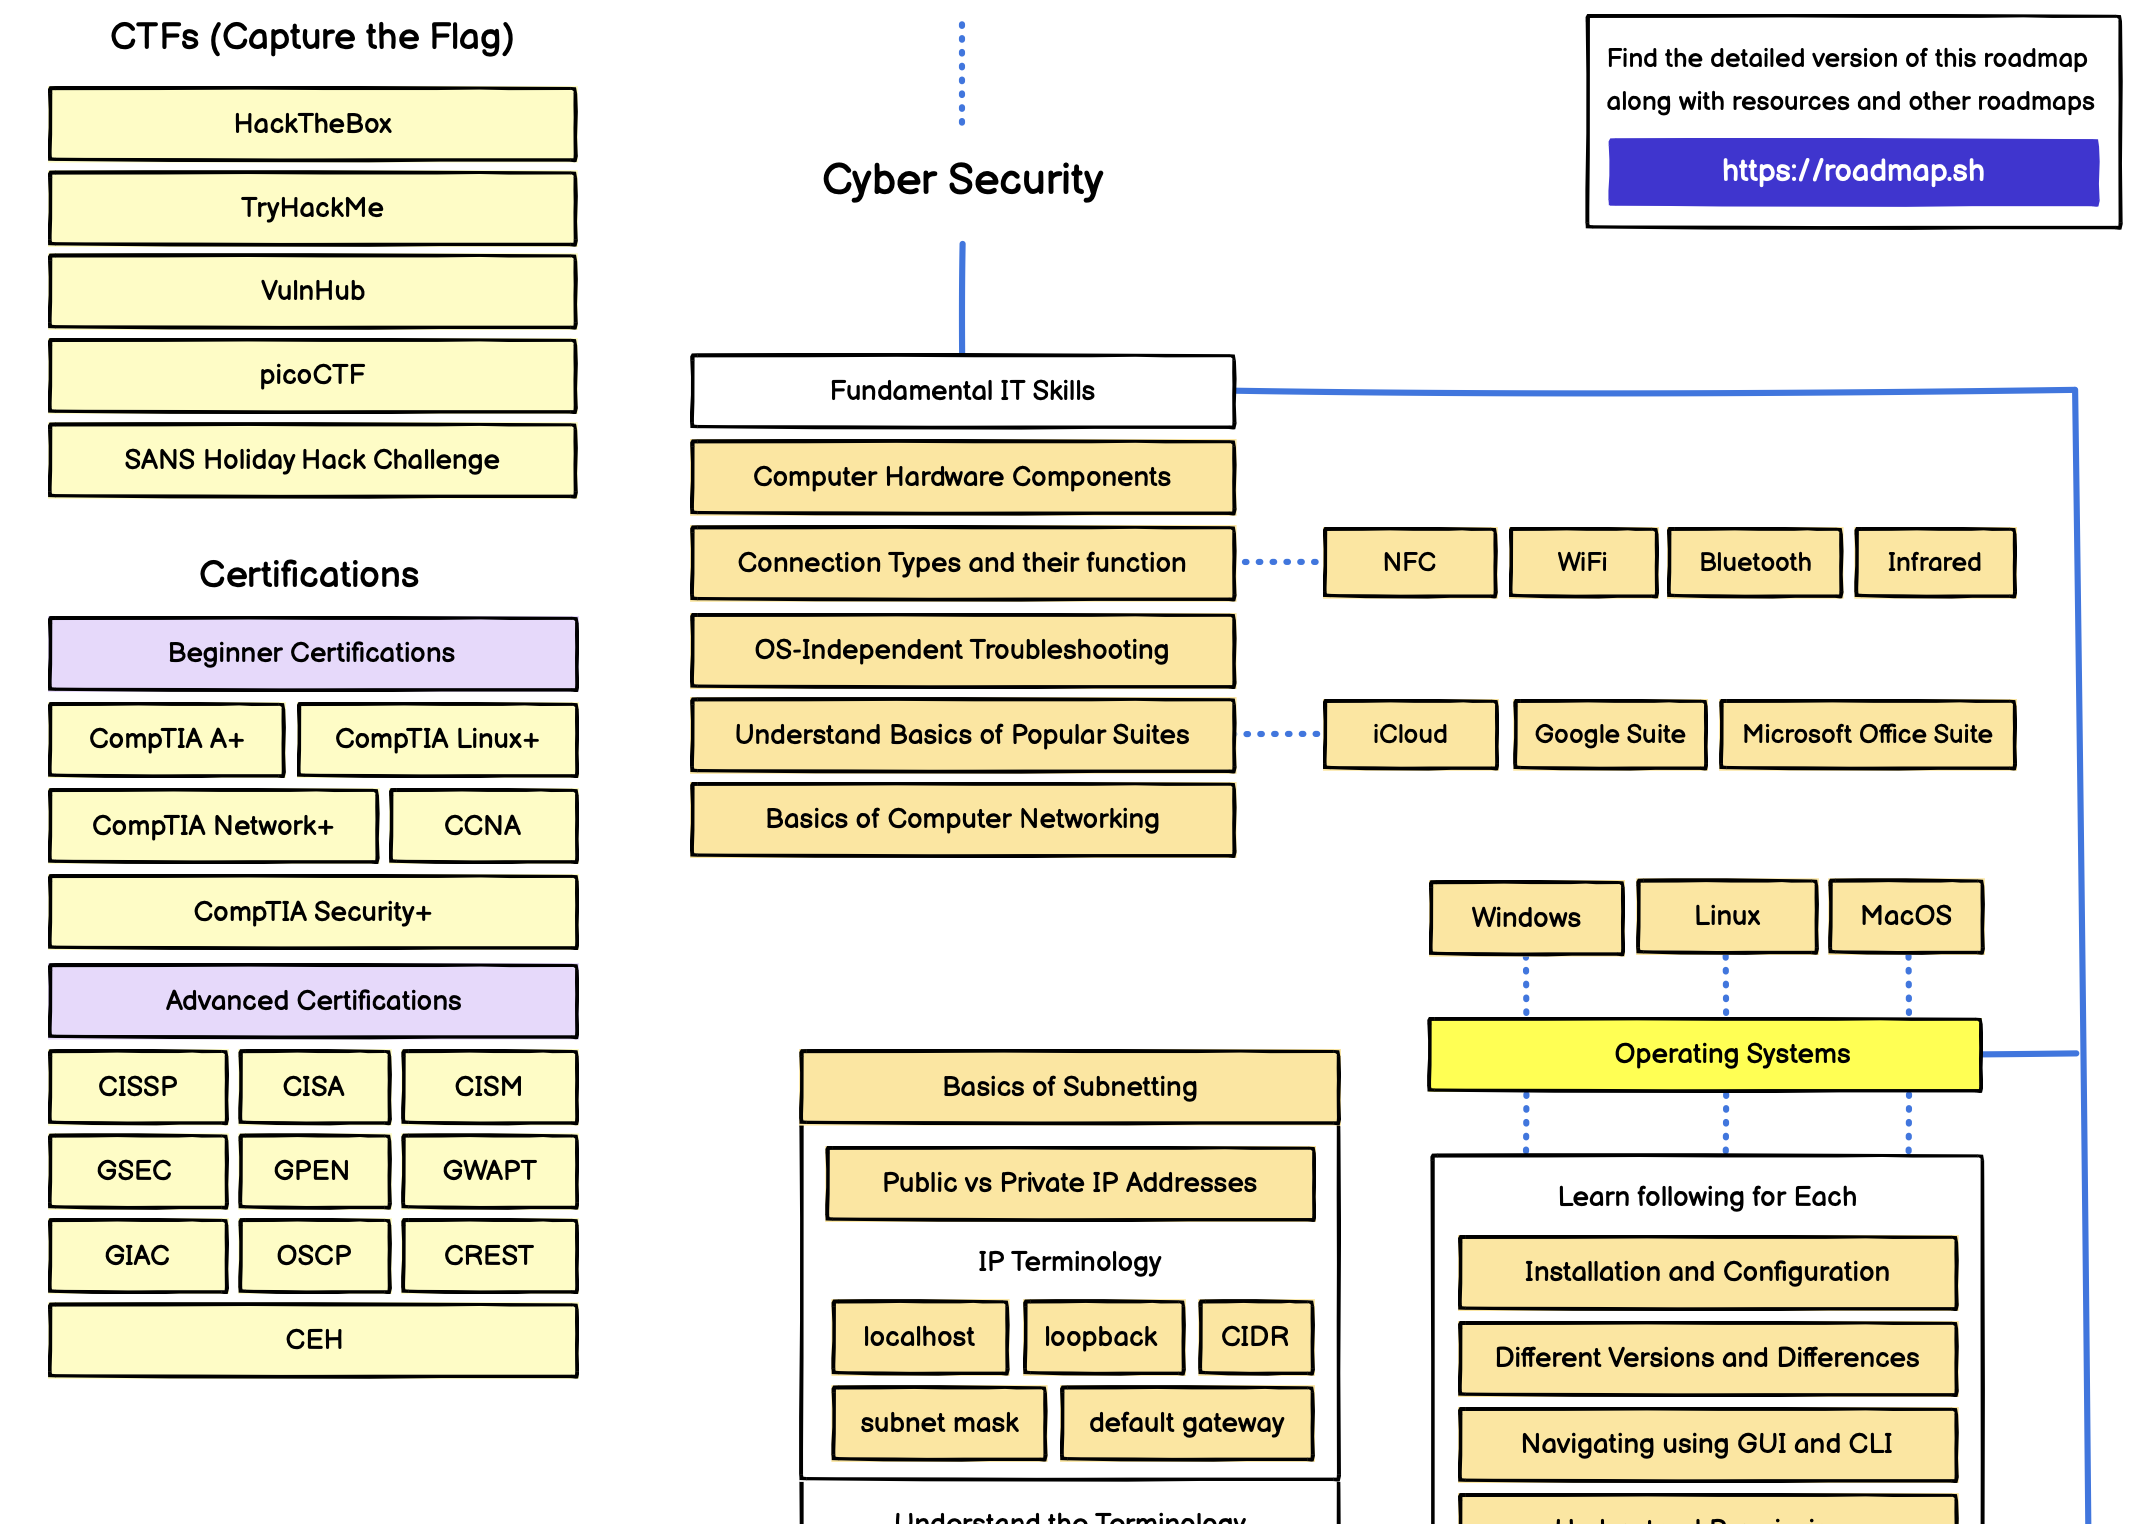 CTFs (Capture the Flag)
HackTheBox
TryHackMe
VulnHub
picoCTF
SANS Holiday Hack Challenge
Certifications
Beginner Certifications
CompTIA A+
CompTIA Linux+
CompTIA Network+
CCNA
CompTIA Security+
Advanced Certifications
CISSP
CISA
CISM
GSEC
GPEN
GWAPT
GIAC
OSCP
CREST
CEH
Cyber Security
Find the detailed version of this roadmap
along with resources and other roadmaps
https://roadmap.sh
Fundamental IT Skills
Computer Hardware Components
Connection Types and their function
NFC
WiFi
Bluetooth
Infrared
OS-Independent Troubleshooting
Understand Basics of Popular Suites
iCloud
Google Suite
Microsoft Office Suite
Basics of Computer Networking
Windows
Linux
MacOS
Operating Systems
Learn following for Each
Installation and Configuration
Different Versions and Differences
Navigating using GUI and CLI
Basics of Subnetting
Public vs Private IP Addresses
IP Terminology
localhost
loopback
CIDR
subnet mask
default gateway
Understand the Terminology